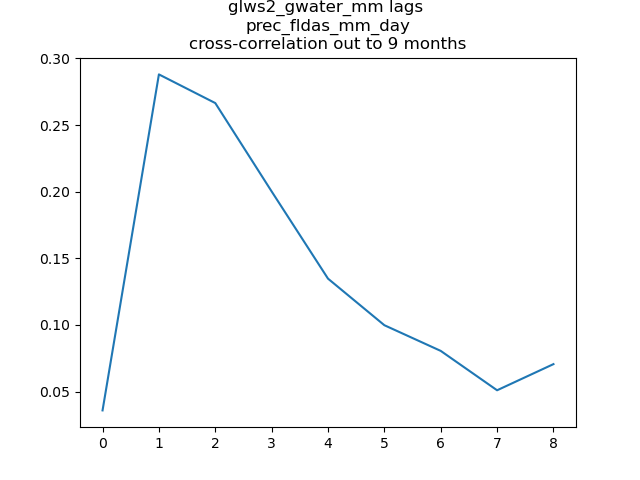 glws2_gwater_mm lags
prec_fldas_mm_day
cross-correlation out to 9 months
0.30
0.25
0.20
0.15
0.10
0.05
0 1 2 3 4 5 6 7 8